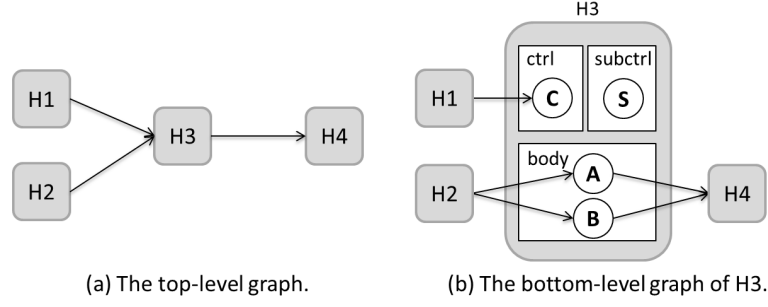 H1
H2
H3
H4
(a) The top-level graph.
H3
ctrl
subctrl
H1
C
S
body
H2
A
B
H4
(b) The bottom-level graph of H3.